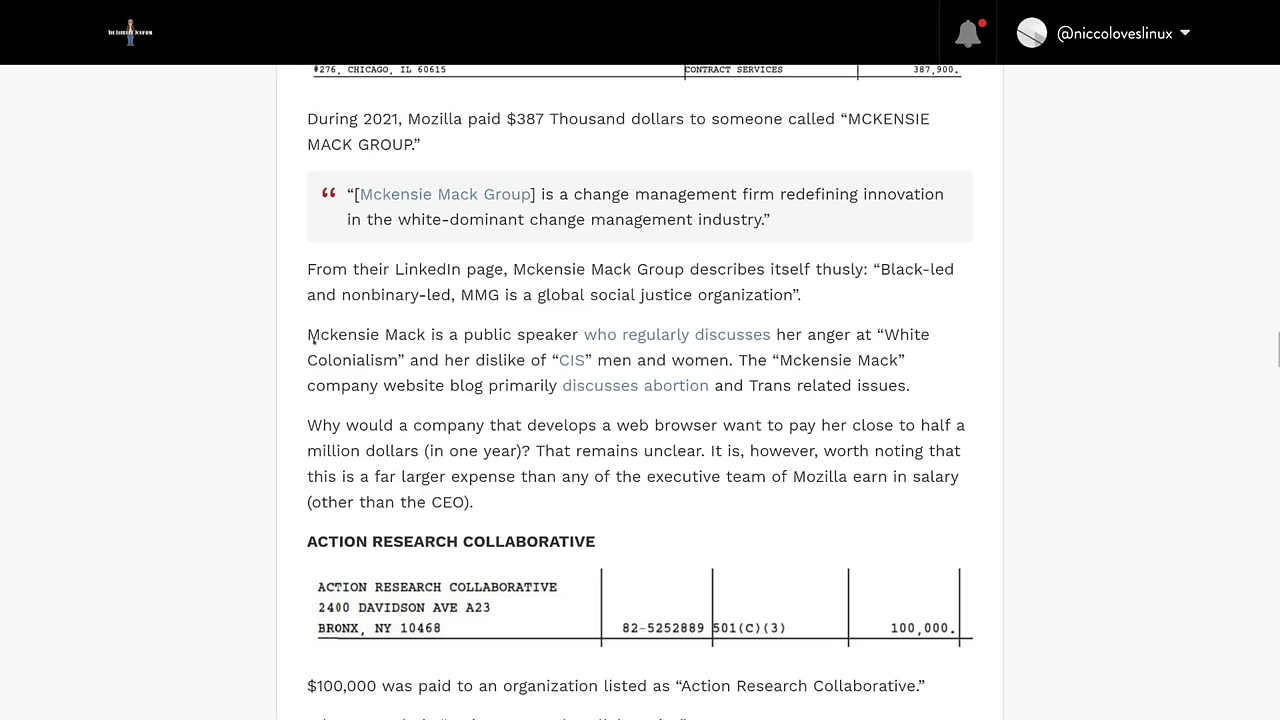 @niccoloveslinux
#276, CHICAGO, IL 60615 CONTRACT SERVICES 387,900.
During 2021, Mozilla paid $387 Thousand dollars to someone called “MCKENSIE
MACK GROUP.”
“[Mckensie Mack Group] is a change management firm redefining innovation
in the white-dominant change management industry.”
From their LinkedIn page, Mckensie Mack Group describes itself thusly: “Black-led
and nonbinary-led, MMG is a global social justice organization”.
Mckensie Mack is a public speaker who regularly discusses her anger at “White
Colonialism” and her dislike of “CIS” men and women. The “Mckensie Mack”
company website blog primarily discusses abortion and Trans related issues.
Why would a company that develops a web browser want to pay her close to half a
million dollars (in one year)? That remains unclear. It is, however, worth noting that
this is a far larger expense than any of the executive team of Mozilla earn in salary
(other than the CEO).
ACTION RESEARCH COLLABORATIVE
ACTION RESEARCH COLLABORATIVE
2400 DAVIDSON AVE A23
BRONX, NY 10468 82-5252889 501(C)(3) 100,000.
$100,000 was paid to an organization listed as “Action Research Collaborative.”